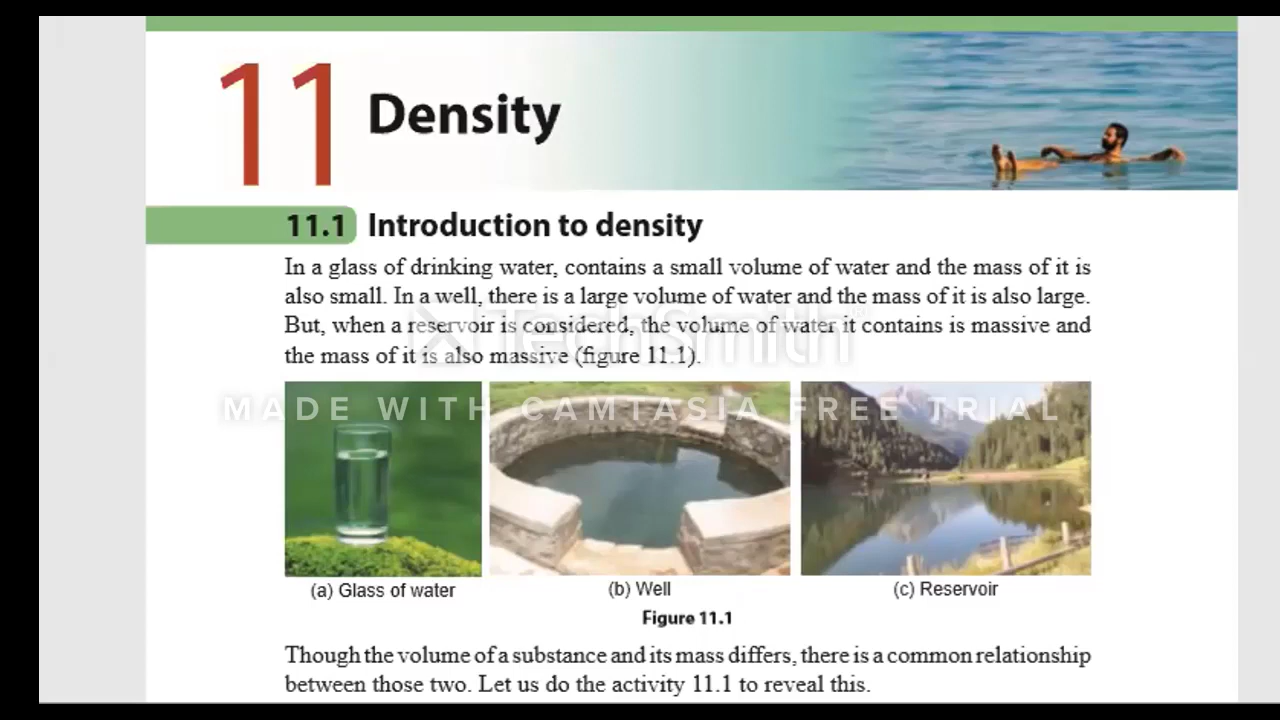 11 Density
11.1 Introduction to density
In a glass of drinking water, contains a small volume of water and the mass of it is
also small. In a well, there is a large volume of water and the mass of it is also large.
But, when a reservoir is considered, the volume of water it contains is massive and
the mass of it is also massive (figure 11.1).
TechSmith
MADE WITH CAMTASIA FREE TRIAL
(a) Glass of water
(b) Well
(c) Reservoir
Figure 11.1
Though the volume of a substance and its mass differs, there is a common relationship
between those two. Let us do the activity 11.1 to reveal this.